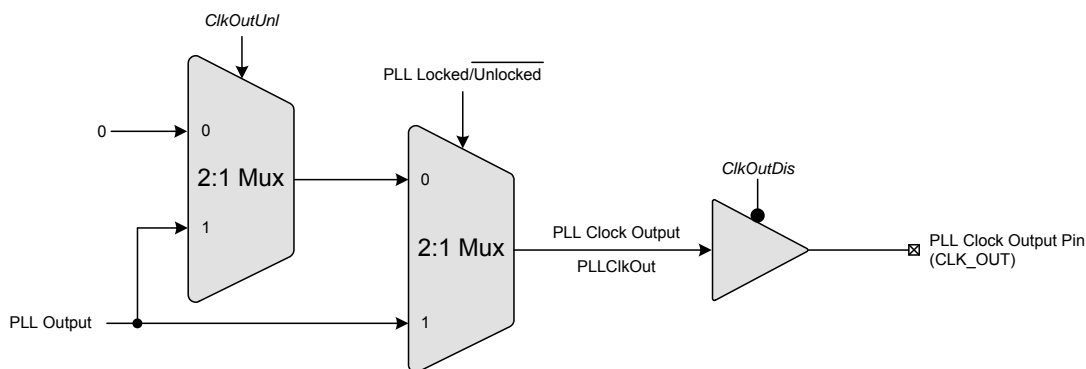 ClkOutUnl
PLL Locked/Unlocked
0
0
2:1 Mux
1
0
2:1 Mux
1
ClkOutDis
PLL Clock Output
PLLClkOut
PLL Clock Output Pin
(CLK_OUT)
PLL Output